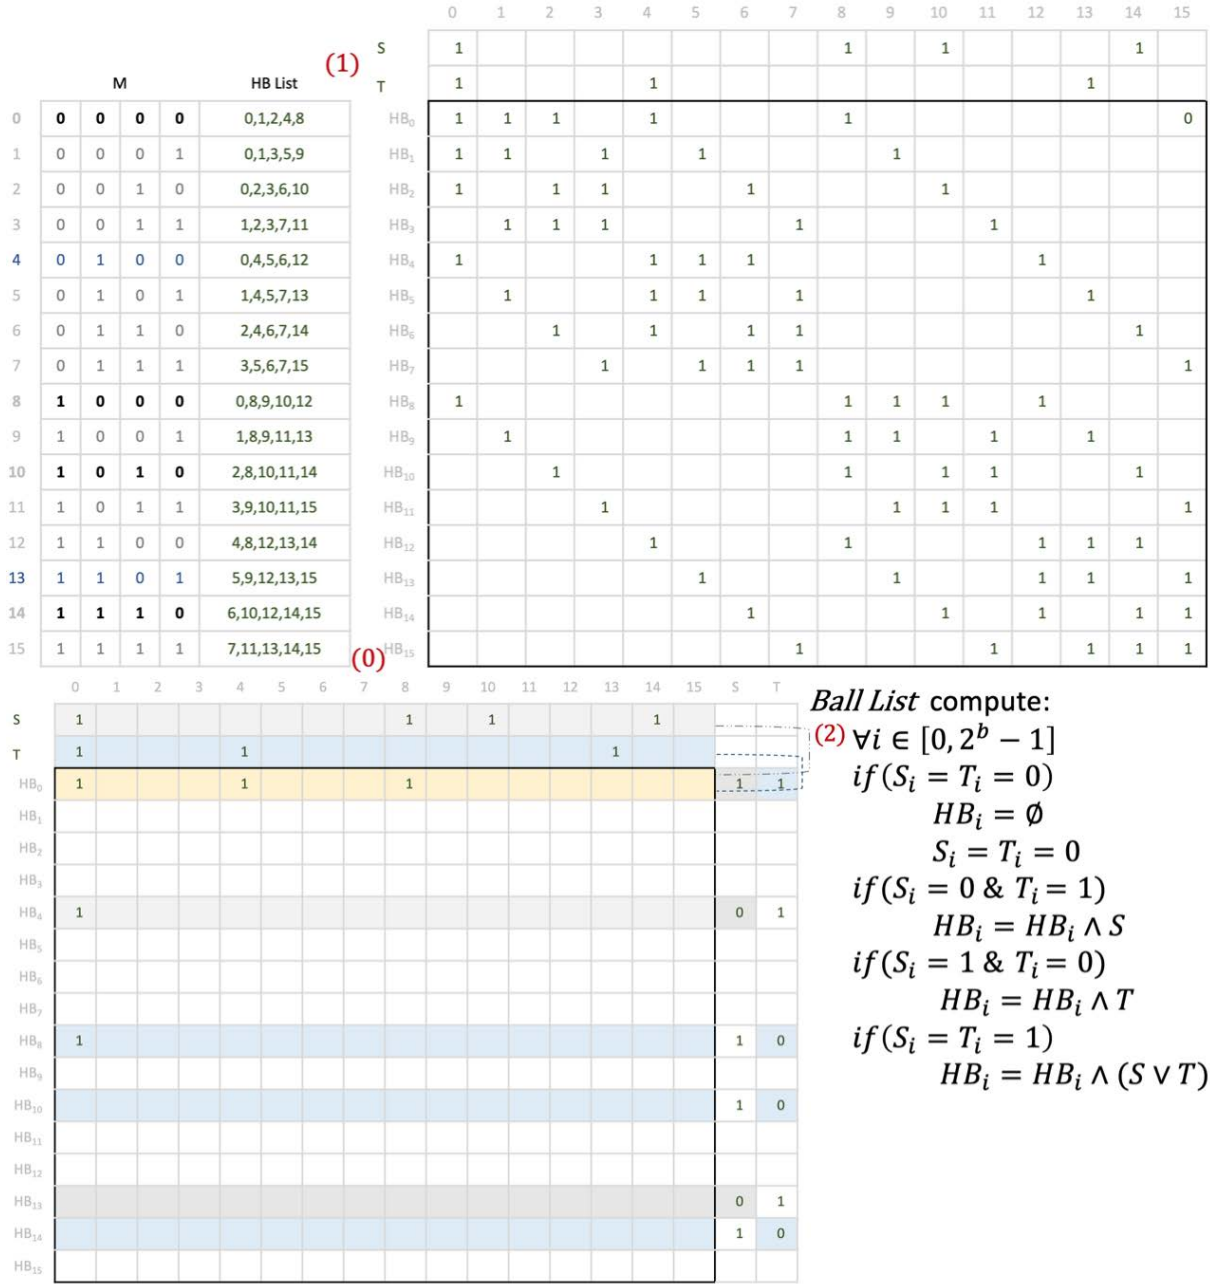 0 1 2 3 4 5 6 7 8 9 10 11 12 13 14 15
S 1 1 1 1
(1)
M HB List T 1 1 1
0 0 0 0 0 0,1,2,4,8 HB₀ 1 1 1 1 1 0
1 0 0 0 1 0,1,3,5,9 HB₁ 1 1 1 1 1
2 0 0 1 0 0,2,3,6,10 HB₂ 1 1 1 1 1
3 0 0 1 1 1,2,3,7,11 HB₃ 1 1 1 1 1
4 0 1 0 0 0,4,5,6,12 HB₄ 1 1 1 1 1
5 0 1 0 1 1,4,5,7,13 HB₅ 1 1 1 1 1
6 0 1 1 0 2,4,6,7,14 HB₆ 1 1 1 1 1
7 0 1 1 1 3,5,6,7,15 HB₇ 1 1 1 1 1
8 1 0 0 0 0,8,9,10,12 HB₈ 1 1 1 1 1
9 1 0 0 1 1,8,9,11,13 HB₉ 1 1 1 1 1
10 1 0 1 0 2,8,10,11,14 HB₁₀ 1 1 1 1 1
11 1 0 1 1 3,9,10,11,15 HB₁₁ 1 1 1 1 1
12 1 1 0 0 4,8,12,13,14 HB₁₂ 1 1 1 1 1
13 1 1 0 1 5,9,12,13,15 HB₁₃ 1 1 1 1 1
14 1 1 1 0 6,10,12,14,15 HB₁₄ 1 1 1 1 1
15 1 1 1 1 7,11,13,14,15 HB₁₅ 1 1 1 1 1
(0)
0 1 2 3 4 5 6 7 8 9 10 11 12 13 14 15 S T
S 1 1 1 1
T 1 1 1
HB₀ 1 1 1 1 1
HB₁
HB₂
HB₃
HB₄ 1 0 1
HB₅
HB₆
HB₇
HB₈ 1 1 0
HB₉
HB₁₀ 1 0
HB₁₁
HB₁₂
HB₁₃ 0 1
HB₁₄ 1 0
HB₁₅
Ball List compute:
(2) ∀i ∈ [0, 2ᵇ − 1]
if(Sᵢ = Tᵢ = 0)
HBᵢ = ∅
Sᵢ = Tᵢ = 0
if(Sᵢ = 0 & Tᵢ = 1)
HBᵢ = HBᵢ ∧ S
if(Sᵢ = 1 & Tᵢ = 0)
HBᵢ = HBᵢ ∧ T
if(Sᵢ = Tᵢ = 1)
HBᵢ = HBᵢ ∧ (S ∨ T)